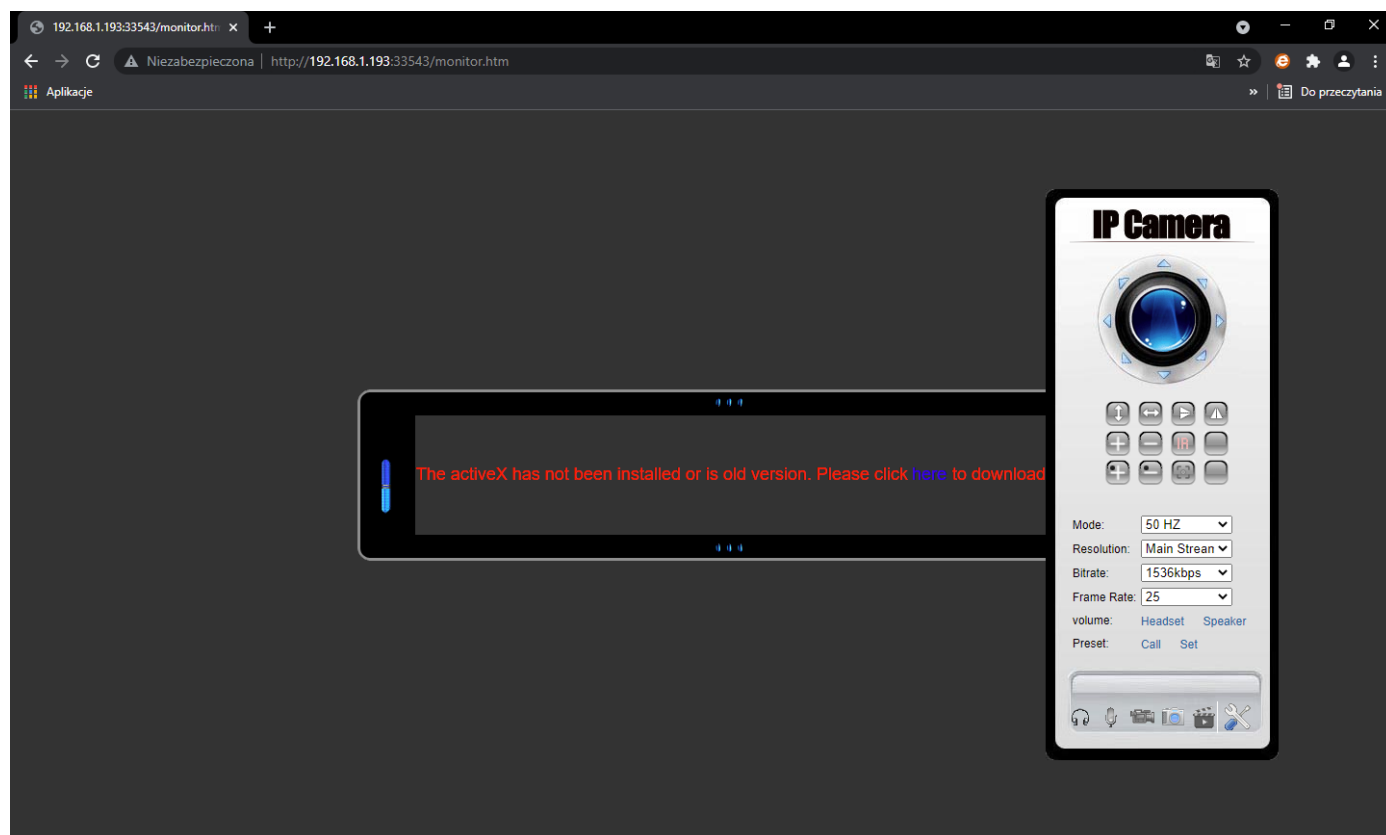 192.168.1.193:33543/monitor.htm
Niezabezpieczona | http://192.168.1.193:33543/monitor.htm
Aplikacje
» Do przeczytania
IP Camera
The activeX has not been installed or is old version. Please click here to download
IR
Mode: 50 HZ
Resolution: Main Stream
Bitrate: 1536kbps
Frame Rate: 25
volume: Headset Speaker
Preset: Call Set